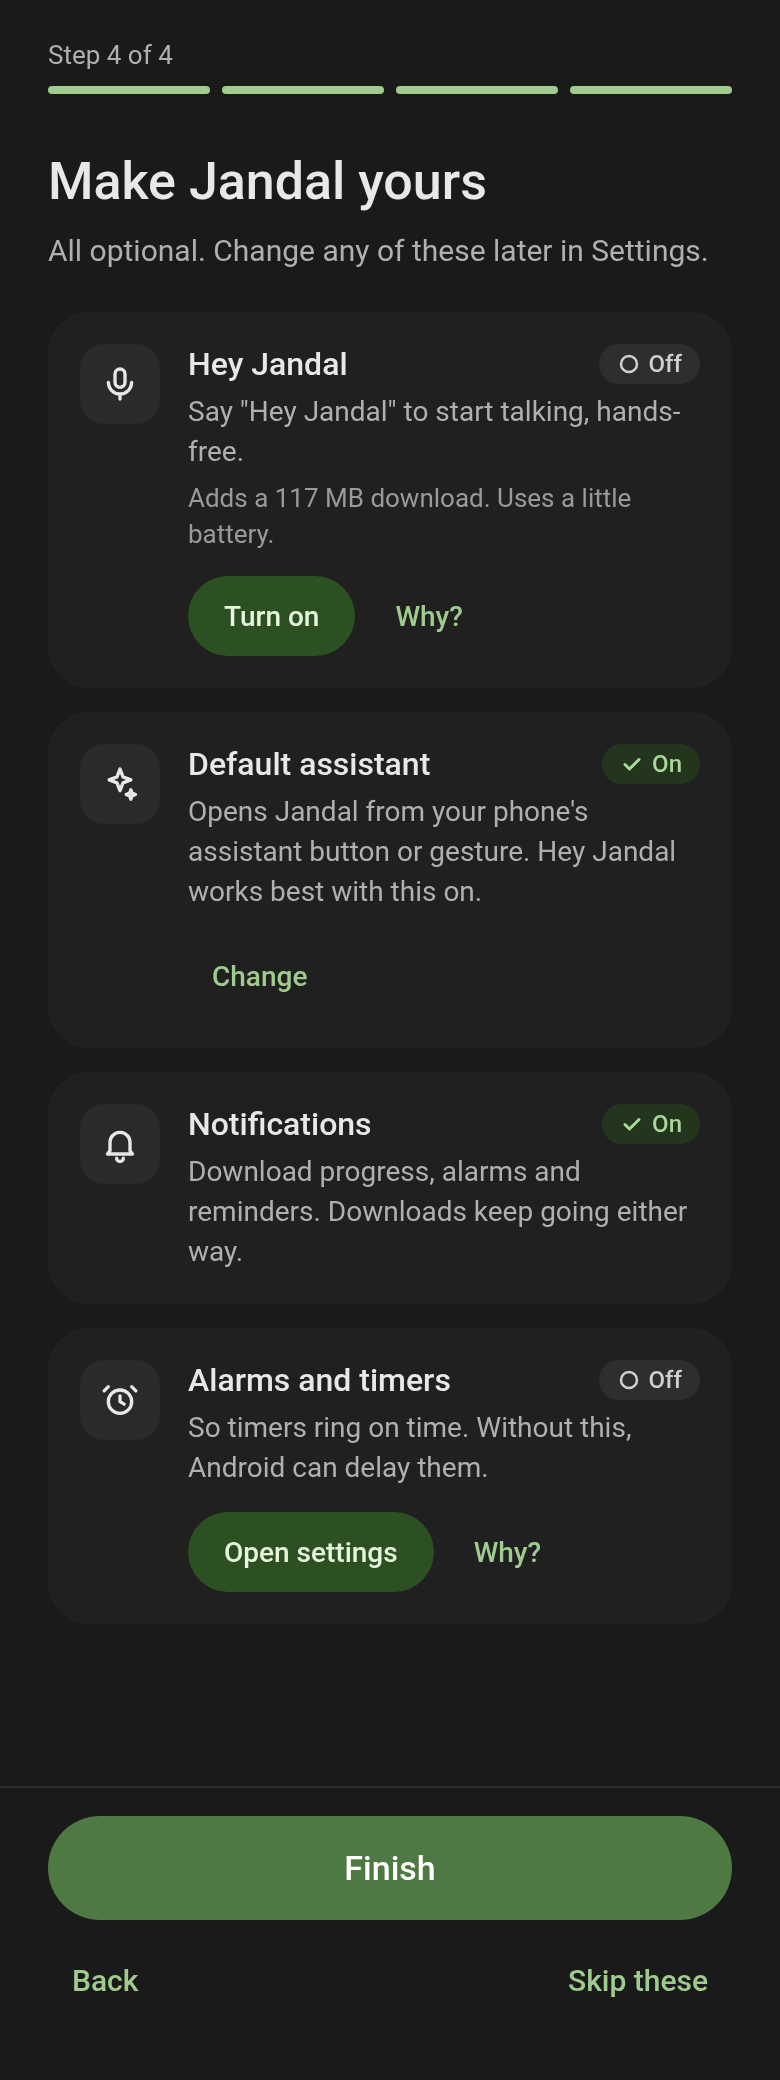 Step 4 of 4
Make Jandal yours
All optional. Change any of these later in Settings.
Hey Jandal
Off
Say "Hey Jandal" to start talking, hands-
free.
Adds a 117 MB download. Uses a little
battery.
Turn on
Why?
Default assistant
On
Opens Jandal from your phone's
assistant button or gesture. Hey Jandal
works best with this on.
Change
Notifications
On
Download progress, alarms and
reminders. Downloads keep going either
way.
Alarms and timers
Off
So timers ring on time. Without this,
Android can delay them.
Open settings
Why?
Finish
Back
Skip these